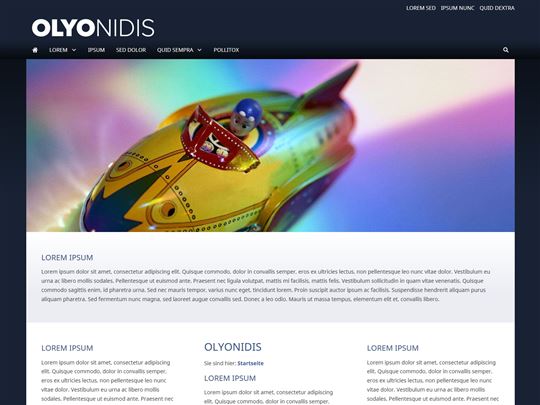 LOREM SED IPSUM NUNC QUID DEXTRA
OLYONIDIS
LOREM IPSUM SED DOLOR QUID SEMPRA POLLITOX
LOREM IPSUM
Lorem ipsum dolor sit amet, consectetur adipiscing elit. Quisque commodo, dolor in convallis semper, eros ex ultricies lectus, non pellentesque leo nunc vitae dolor. Vestibulum eu
urna ac libero mollis sodales. Pellentesque ut euismod ante. Praesent nec ligula volutpat, mattis mi facilisis, mattis felis. Vestibulum sollicitudin in quam vitae venenatis. Quisque
commodo sagittis enim, id pharetra urna. Sed nec mauris tempor, varius nunc eget, tincidunt lorem. Proin suscipit auctor ipsum ac facilisis. Suspendisse hendrerit aliquam purus
aliquam pharetra. Sed fermentum nunc magna, sed laoreet augue convallis sed. Donec a leo odio. Mauris ut massa tempus, elementum elit et, convallis libero.
LOREM IPSUM
Lorem ipsum dolor sit amet,
consectetur adipiscing elit. Quisque
commodo, dolor in convallis semper,
eros ex ultricies lectus, non
pellentesque leo nunc vitae dolor.
Vestibulum eu urna ac libero mollis
sodales. Pellentesque ut euismod ante. Praesent nec
OLYONIDIS
Sie sind hier: Startseite
LOREM IPSUM
Lorem ipsum dolor sit amet, consectetur adipiscing
elit. Quisque commodo, dolor in convallis semper,
LOREM IPSUM
Lorem ipsum dolor sit amet,
consectetur adipiscing elit. Quisque
commodo, dolor in convallis semper,
eros ex ultricies lectus, non
pellentesque leo nunc vitae dolor.
Vestibulum eu urna ac libero mollis
sodales. Pellentesque ut euismod ante. Praesent nec